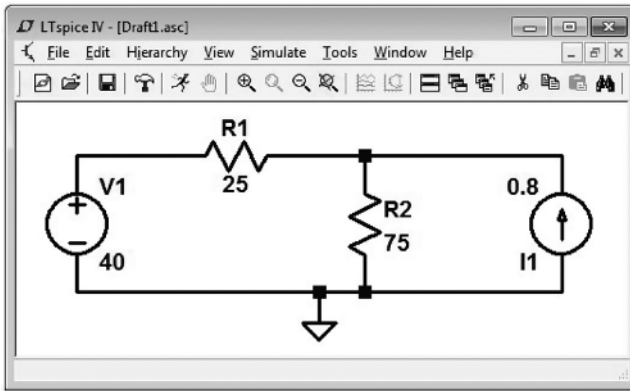 LTspice IV - [Draft1.asc]
File Edit Hierarchy View Simulate Tools Window Help
R1
25
V1
40
R2
75
0.8
I1